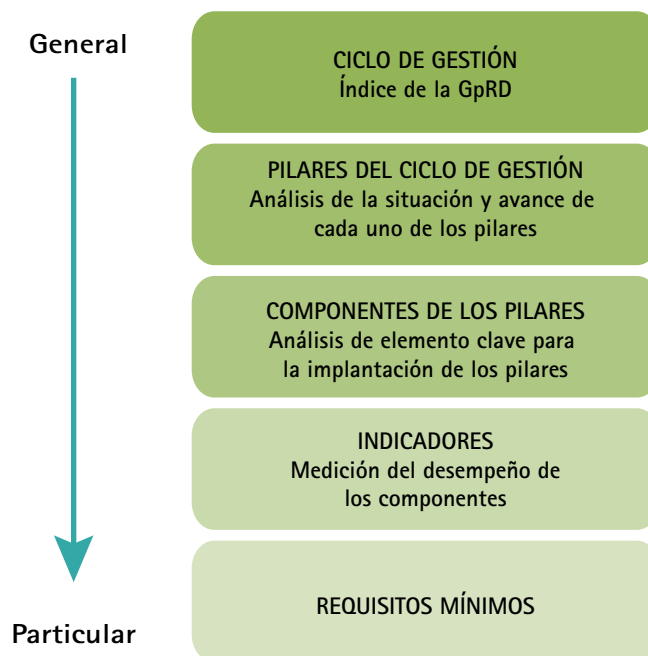 General
CICLO DE GESTIÓN
Índice de la GpRD
PILARES DEL CICLO DE GESTIÓN
Análisis de la situación y avance de
cada uno de los pilares
COMPONENTES DE LOS PILARES
Análisis de elemento clave para
la implantación de los pilares
INDICADORES
Medición del desempeño de
los componentes
REQUISITOS MÍNIMOS
Particular